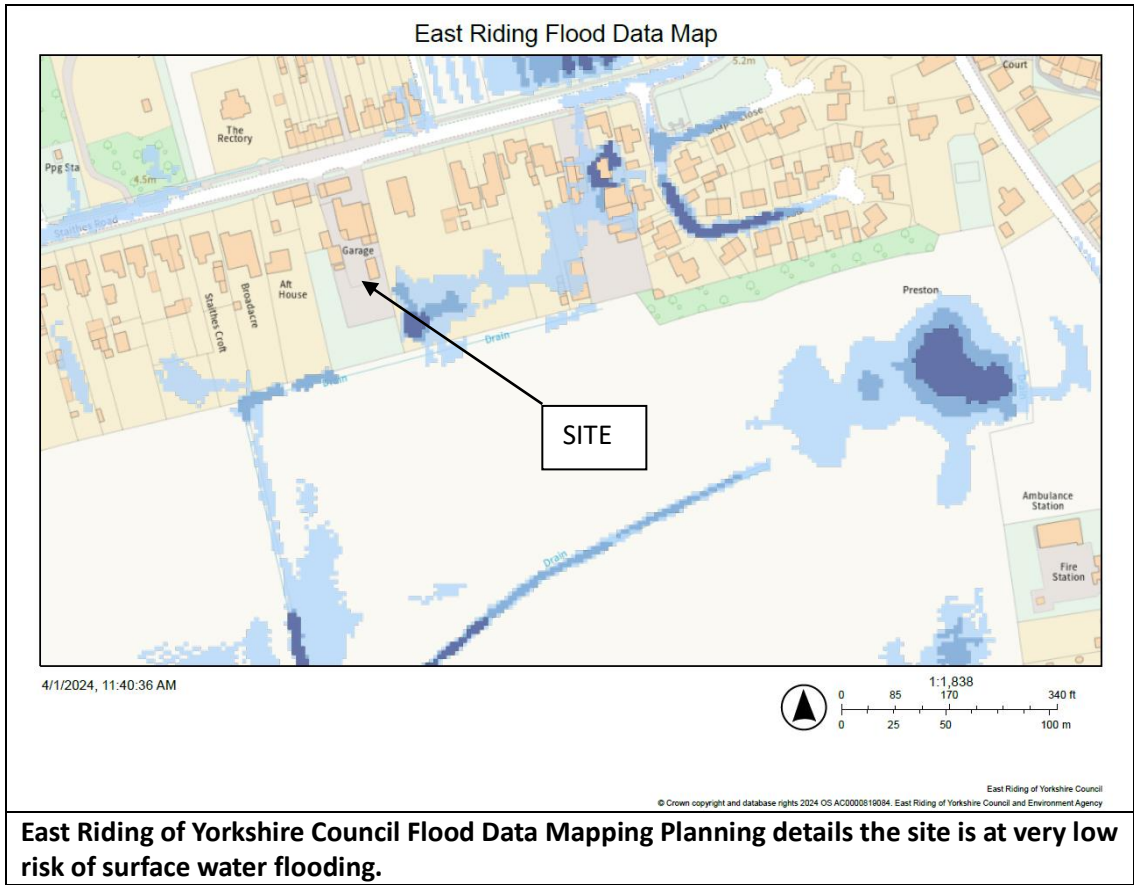 East Riding Flood Data Map
5.2m
Court
The
Rectory
Close
Ppg Sta
4.5m
Staithes Road
Garage
Aft
House
Broadacre
Staithes Croft
Preston
Drain
Drain
SITE
Ambulance
Station
Drain
Fire
Station
4/1/2024, 11:40:36 AM
1:1,838
0 85 170 340 ft
0 25 50 100 m
East Riding of Yorkshire Council
© Crown copyright and database rights 2024 OS AC0000819084. East Riding of Yorkshire Council and Environment Agency
East Riding of Yorkshire Council Flood Data Mapping Planning details the site is at very low
risk of surface water flooding.